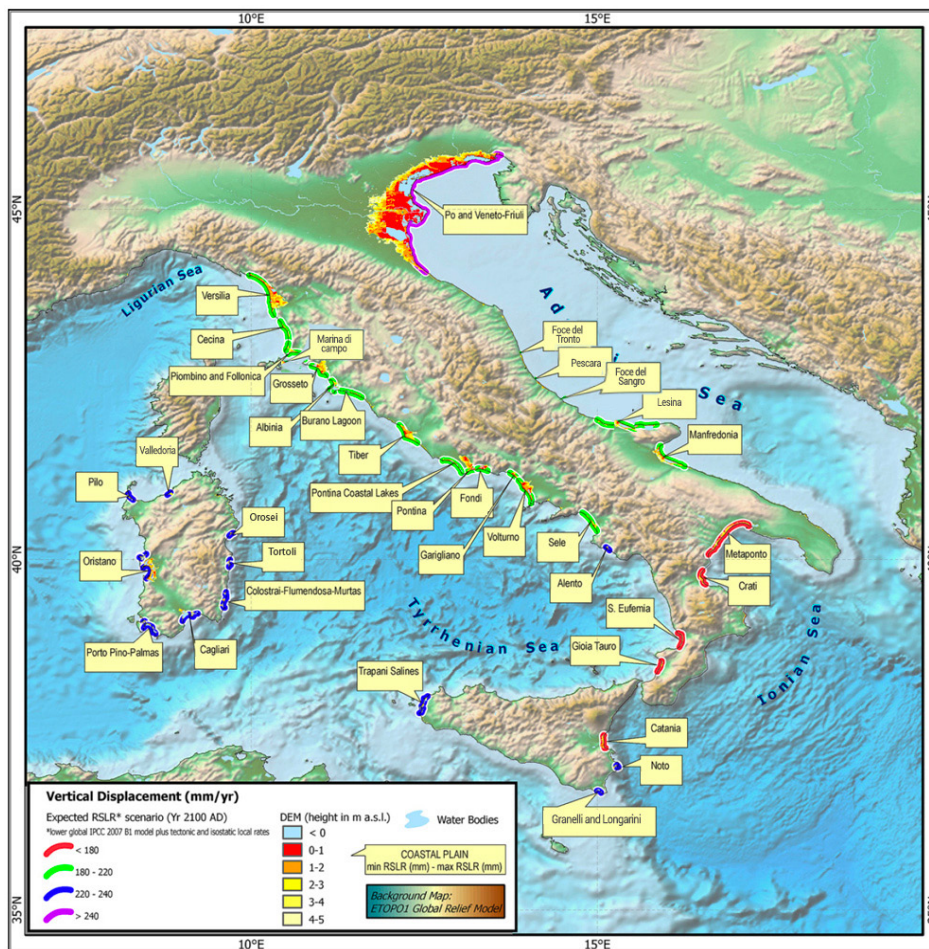 10°E
15°E
45°N
Po and Veneto-Friuli
Ligurian Sea
Versilia
Cecina
Marina di
campo
Piombino and Follonica
Grosseto
Albinia
Burano Lagoon
Ad
Sea
Foce del
Tronto
Pescara
Foce del
Sangro
Lesina
Manfredonia
Tiber
Pontina Coastal Lakes
Pontina
Fondi
Garigliano
Volturno
Valledoria
Pilo
Orosei
40°N
Oristano
Tortoli
Colostrai-Flumendosa-Murtas
Porto Pino-Palmas
Cagliari
Sele
Alento
Metaponto
Crati
S. Eufemia
Gioia Tauro
Tyrrhenian Sea
Ionian Sea
Trapani Salines
Catania
Noto
Granelli and Longarini
35°N
Vertical Displacement (mm/yr)
Expected RSLR* scenario (Yr 2100 AD)
*lower global IPCC 2007 B1 model plus tectonic and isostatic local rates
< 180
180 - 220
220 - 240
> 240
DEM (height in m a.s.l.)
< 0
0-1
1-2
2-3
3-4
4-5
Water Bodies
COASTAL PLAIN
min RSLR (mm) - max RSLR (mm)
Background Map:
ETOPO1 Global Relief Model
10°E
15°E